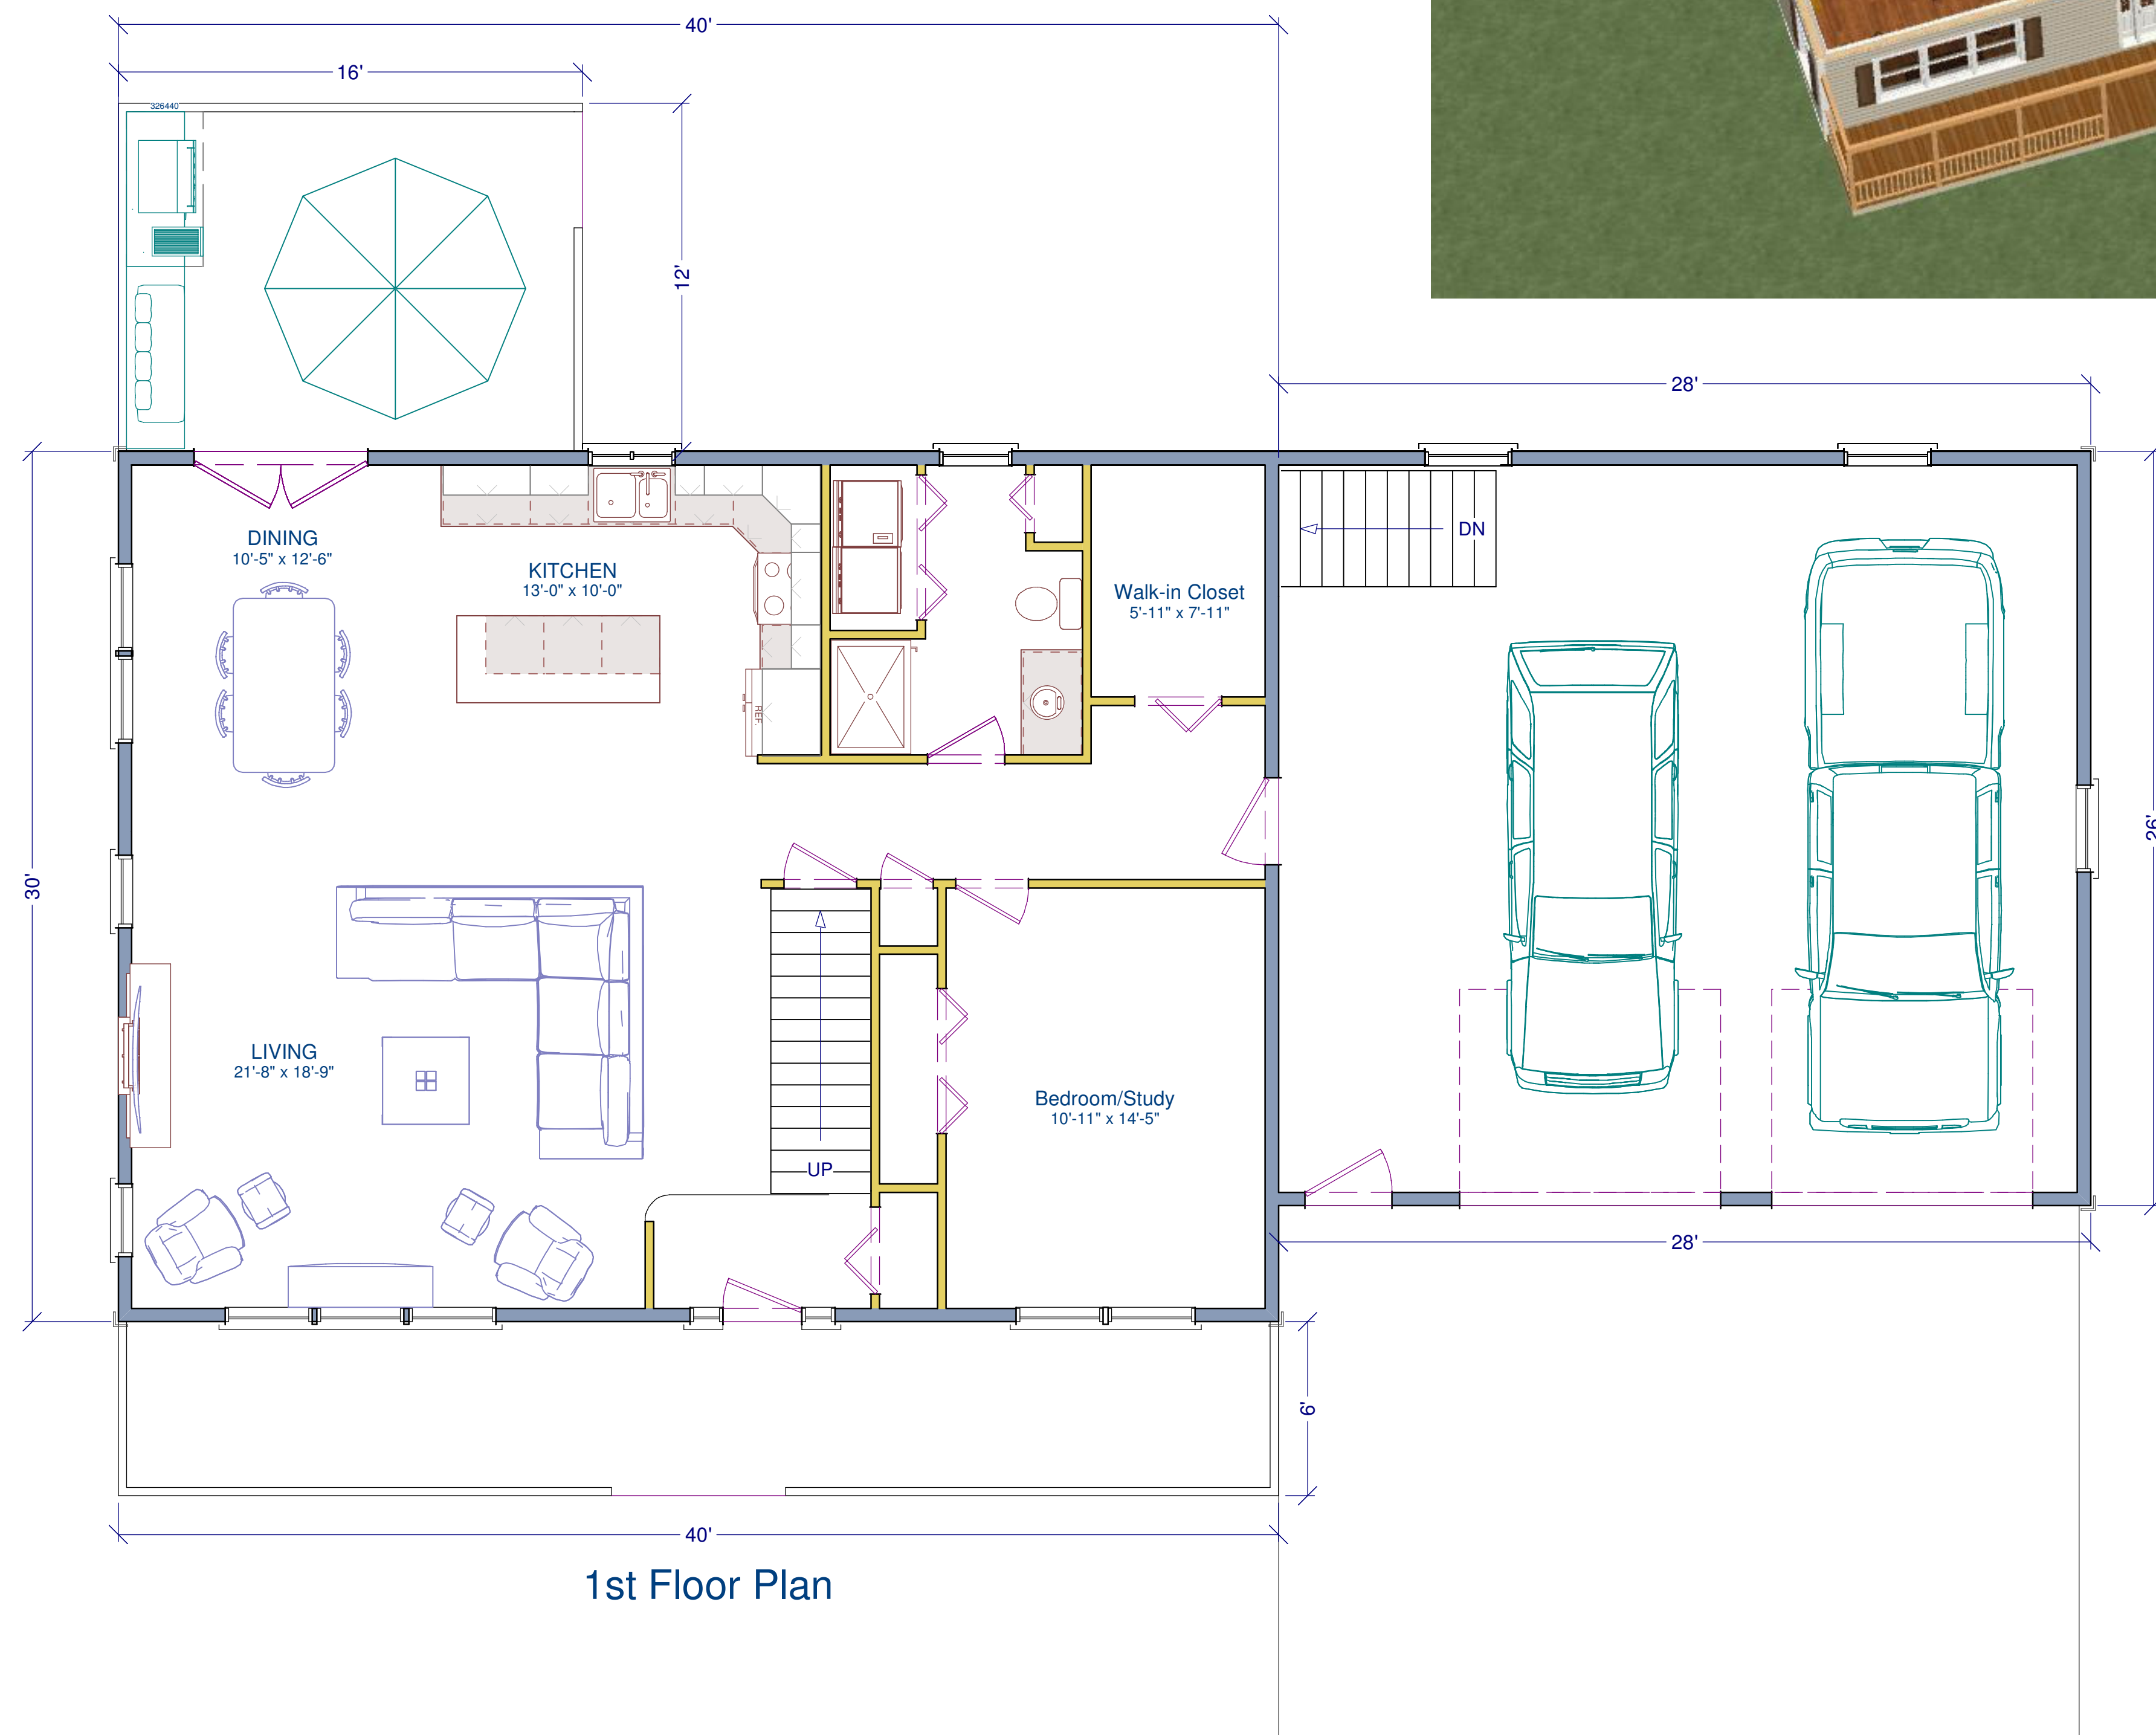 40'
16'
326440
12'
28'
DN
DINING
10'-5" x 12'-6"
KITCHEN
13'-0" x 10'-0"
Walk-in Closet
5'-11" x 7'-11"
REF.
26'
30'
LIVING
21'-8" x 18'-9"
Bedroom/Study
10'-11" x 14'-5"
UP
28'
6'
40'
1st Floor Plan